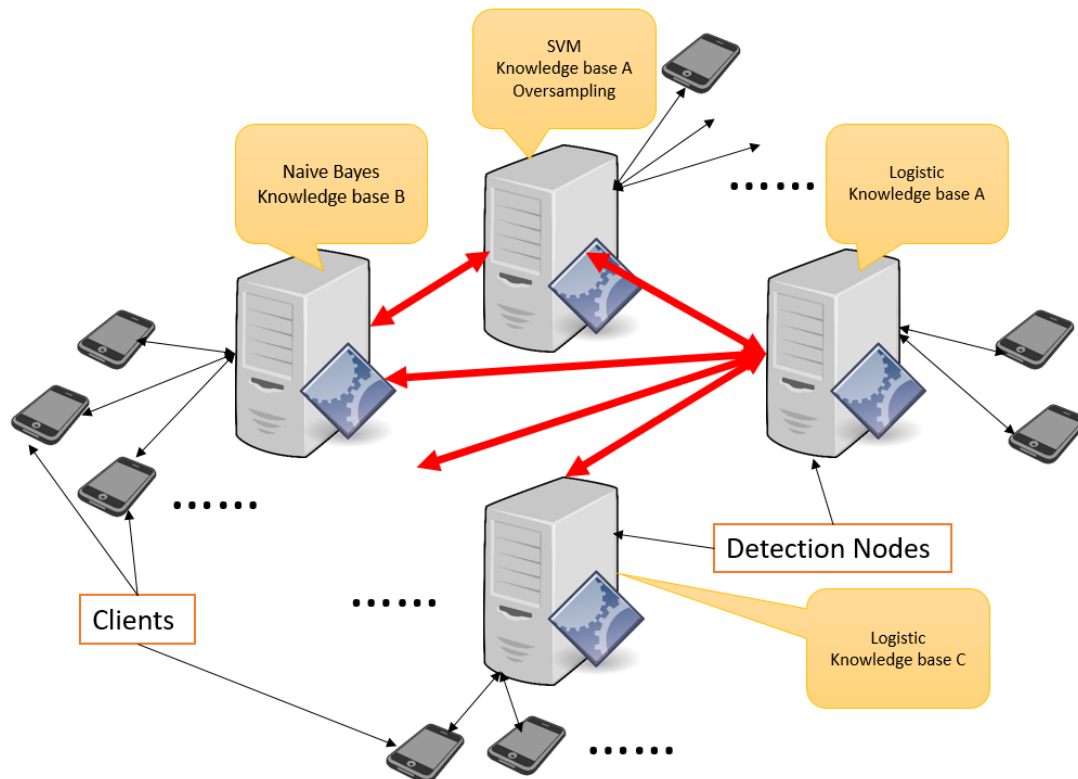 SVM
Knowledge base A
Oversampling
Naive Bayes
Knowledge base B
Logistic
Knowledge base A
......
......
Detection Nodes
......
Clients
Logistic
Knowledge base C
......